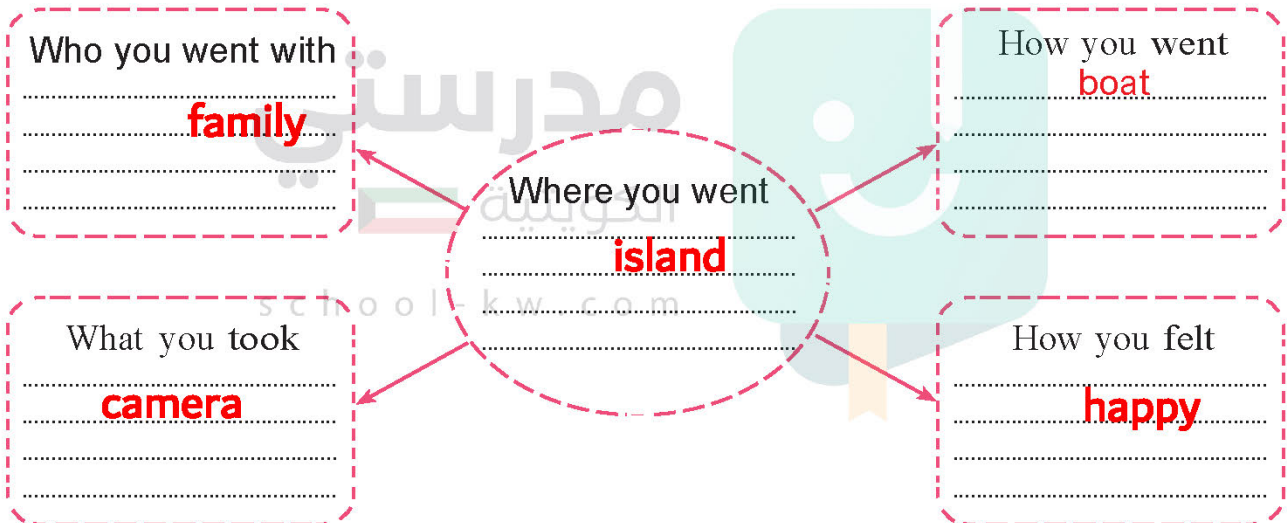 Who you went with
family
How you went
boat
مدرستي
الكويتية
school-kw.com
Where you went
island
What you took
camera
How you felt
happy